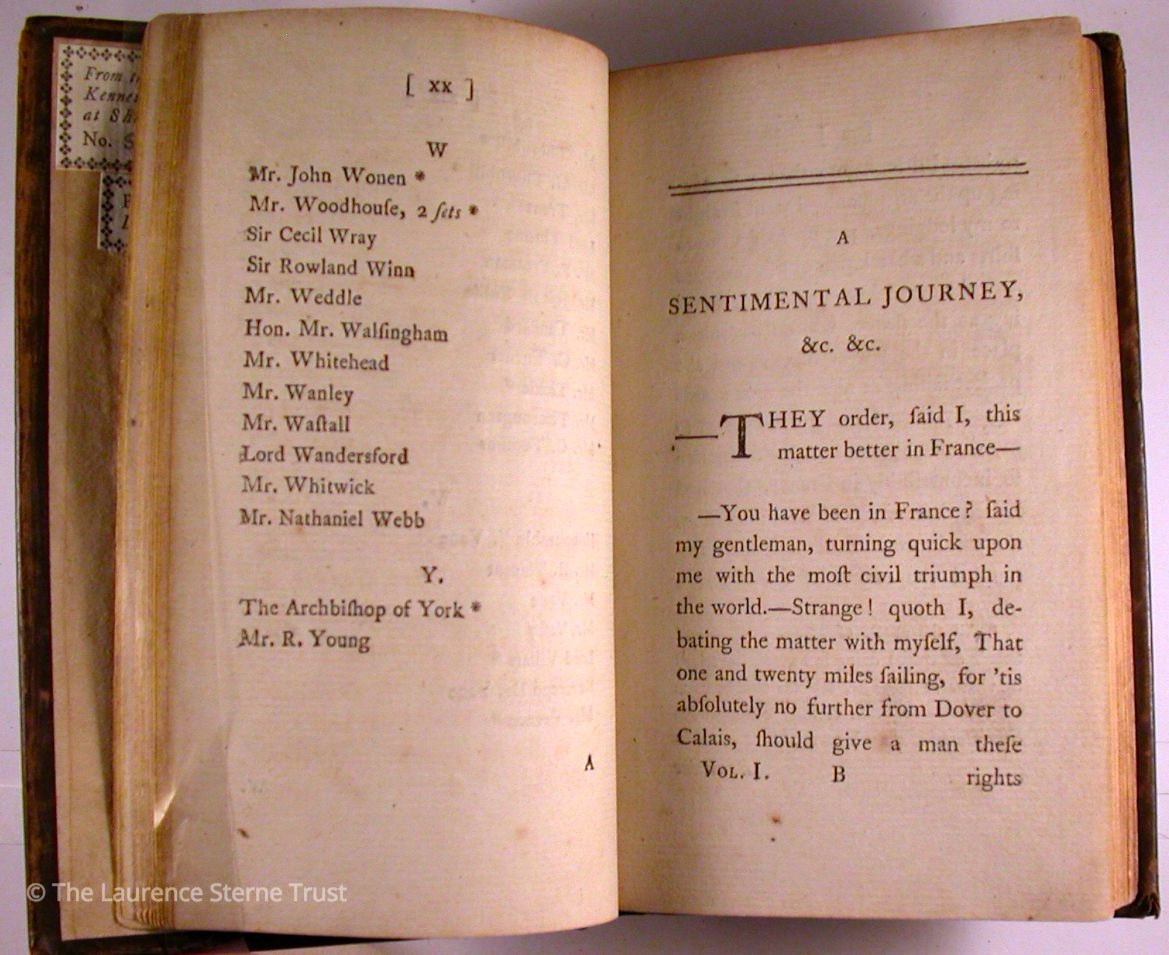 From
Kenne
at Sh
No.
[ xx ]
W
Mr. John Wonen *
Mr. Woodhouſe, 2 ſets *
Sir Cecil Wray
Sir Rowland Winn
Mr. Weddle
Hon. Mr. Walſingham
Mr. Whitehead
Mr. Wanley
Mr. Waſtall
Lord Wandersford
Mr. Whitwick
Mr. Nathaniel Webb
Y.
The Archbiſhop of York *
Mr. R. Young
A
A
SENTIMENTAL JOURNEY,
&c. &c.
—THEY order, ſaid I, this
matter better in France—
—You have been in France? ſaid
my gentleman, turning quick upon
me with the moſt civil triumph in
the world.—Strange! quoth I, de-
bating the matter with myſelf, That
one and twenty miles ſailing, for 'tis
abſolutely no further from Dover to
Calais, ſhould give a man theſe
VOL. I. B rights
© The Laurence Sterne Trust